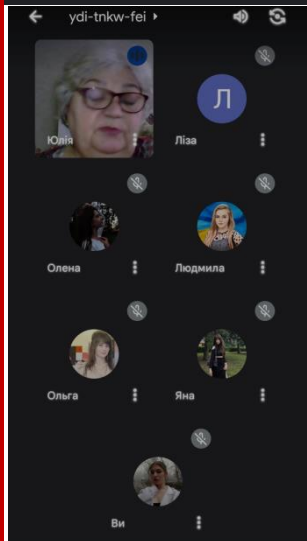 ydi-tnkw-fei
Юлія
Л
Ліза
Олена
Людмила
Ольга
Яна
Ви